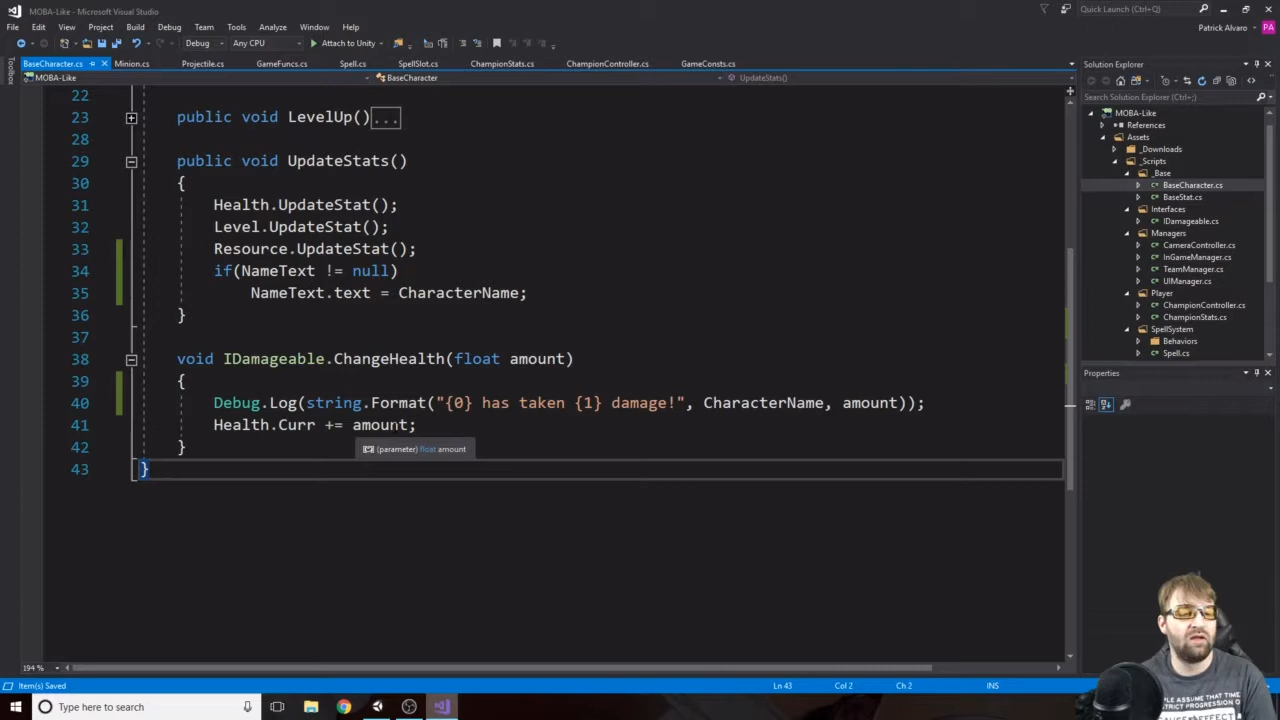 MOBA-Like - Microsoft Visual Studio
Quick Launch (Ctrl+Q)
File Edit View Project Build Debug Team Tools Analyze Window Help
Patrick Alvaro PA
Debug Any CPU Attach to Unity
Toolbox
BaseCharacter.cs Minion.cs Projectile.cs GameFuncs.cs Spell.cs SpellSlot.cs ChampionStats.cs ChampionController.cs GameConsts.cs
MOBA-Like BaseCharacter UpdateStats()
22
23 public void LevelUp()...
28
29 public void UpdateStats()
30 {
31 Health.UpdateStat();
32 Level.UpdateStat();
33 Resource.UpdateStat();
34 if(NameText != null)
35 NameText.text = CharacterName;
36 }
37
38 void IDamageable.ChangeHealth(float amount)
39 {
40 Debug.Log(string.Format("{0} has taken {1} damage!", CharacterName, amount));
41 Health.Curr += amount;
42 }
(parameter) float amount
43 }
Solution Explorer
Search Solution Explorer (Ctrl+;)
MOBA-Like
References
Assets
_Downloads
_Scripts
_Base
BaseCharacter.cs
BaseStat.cs
Interfaces
IDamageable.cs
Managers
CameraController.cs
InGameManager.cs
TeamManager.cs
UIManager.cs
Player
ChampionController.cs
ChampionStats.cs
SpellSystem
Behaviors
Spell.cs
Properties
194 %
Item(s) Saved Ln 43 Col 2 Ch 2 INS
Type here to search
PLE ASSUME THAT TIME
STRICT PROGRESSION O